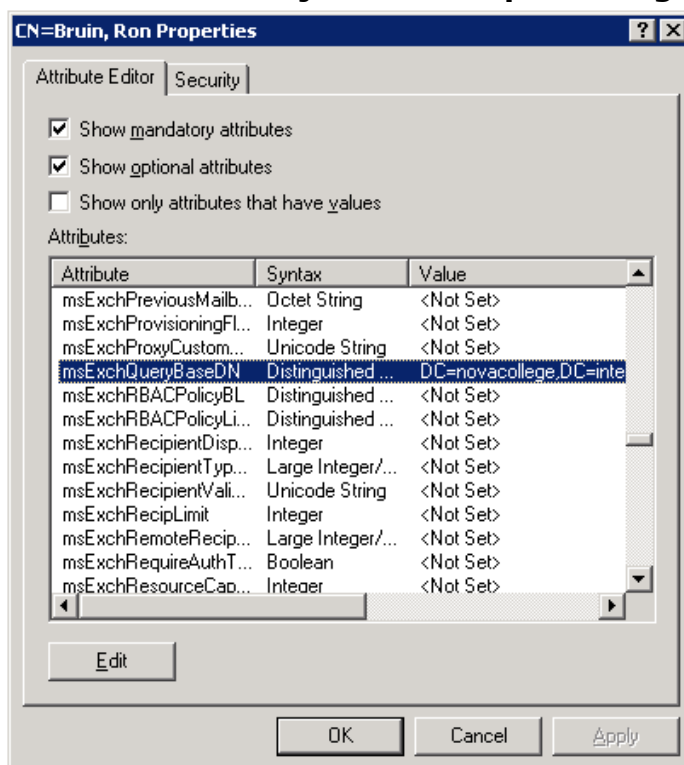 CN=Bruin, Ron Properties
Attribute Editor Security
Show mandatory attributes
Show optional attributes
Show only attributes that have values
Attributes:
Attribute Syntax Value
msExchPreviousMailb... Octet String <Not Set>
msExchProvisioningFl... Integer <Not Set>
msExchProxyCustom... Unicode String <Not Set>
msExchQueryBaseDN Distinguished ... DC=novacollege,DC=inte
msExchRBACPolicyBL Distinguished ... <Not Set>
msExchRBACPolicyLi... Distinguished ... <Not Set>
msExchRecipientDisp... Integer <Not Set>
msExchRecipientTyp... Large Integer/... <Not Set>
msExchRecipientVali... Unicode String <Not Set>
msExchRecipLimit Integer <Not Set>
msExchRemoteRecip... Large Integer/... <Not Set>
msExchRequireAuthT... Boolean <Not Set>
msExchResourceCap... Integer <Not Set>
Edit
OK Cancel Apply